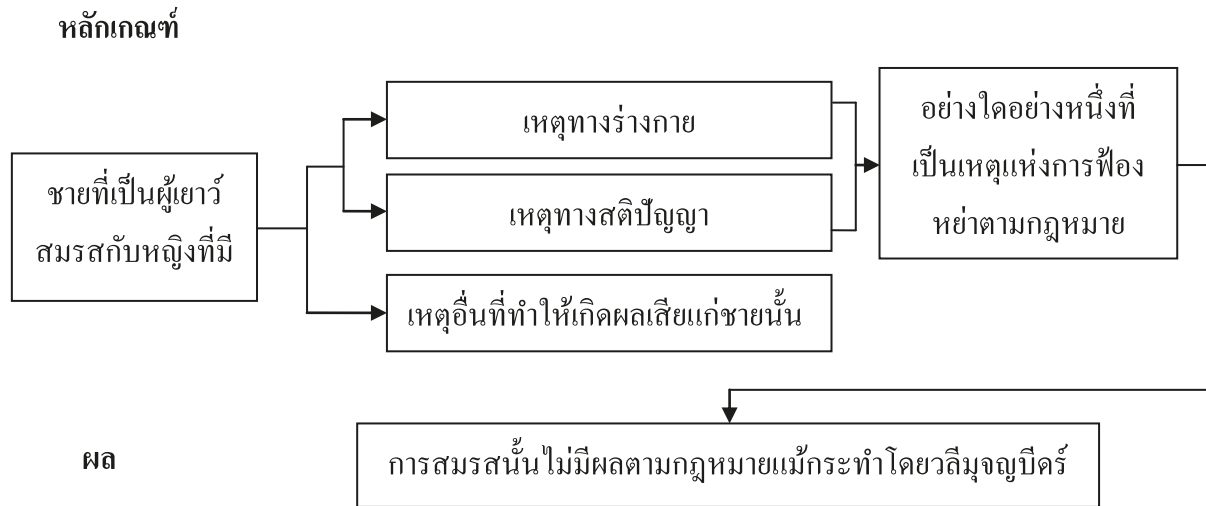 หลักเกณฑ์
ชายที่เป็นผู้เยาว์
สมรสกับหญิงที่มี
เหตุทางร่างกาย
เหตุทางสติปัญญา
เหตุอื่นที่ทำให้เกิดผลเสียแก่ชายนั้น
อย่างใดอย่างหนึ่งที่
เป็นเหตุแห่งการฟ้อง
หย่าตามกฎหมาย
ผล
การสมรสนั้นไม่มีผลตามกฎหมายแม้กระทำโดยวลีมุจญบีดร์